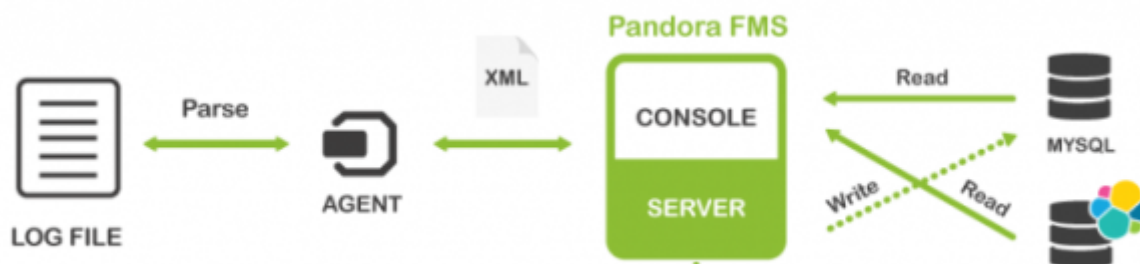 Pandora FMS
XML
Read
Parse
CONSOLE
MYSQL
AGENT
Write
Read
SERVER
LOG FILE